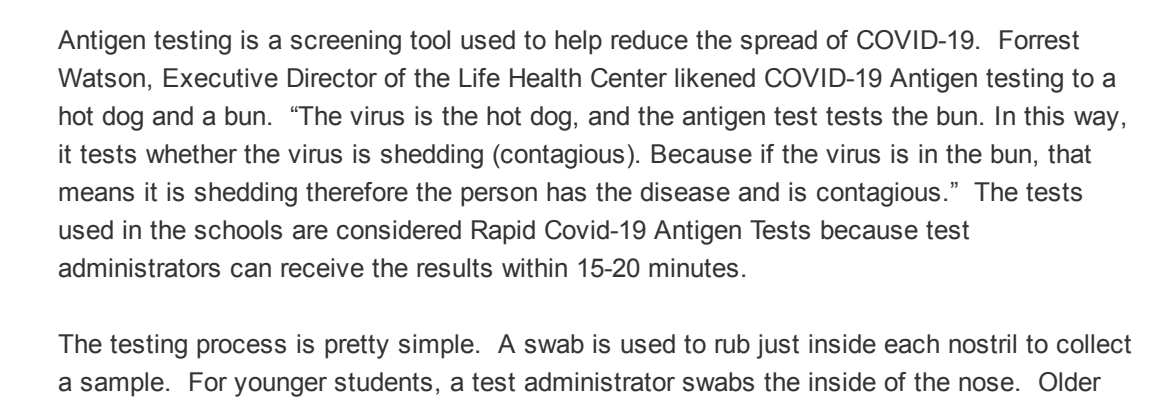 Antigen testing is a screening tool used to help reduce the spread of COVID-19.  Forrest
Watson, Executive Director of the Life Health Center likened COVID-19 Antigen testing to a
hot dog and a bun.  “The virus is the hot dog, and the antigen test tests the bun. In this way,
it tests whether the virus is shedding (contagious). Because if the virus is in the bun, that
means it is shedding therefore the person has the disease and is contagious.”  The tests
used in the schools are considered Rapid Covid-19 Antigen Tests because test
administrators can receive the results within 15-20 minutes.
The testing process is pretty simple.  A swab is used to rub just inside each nostril to collect
a sample.  For younger students, a test administrator swabs the inside of the nose.  Older